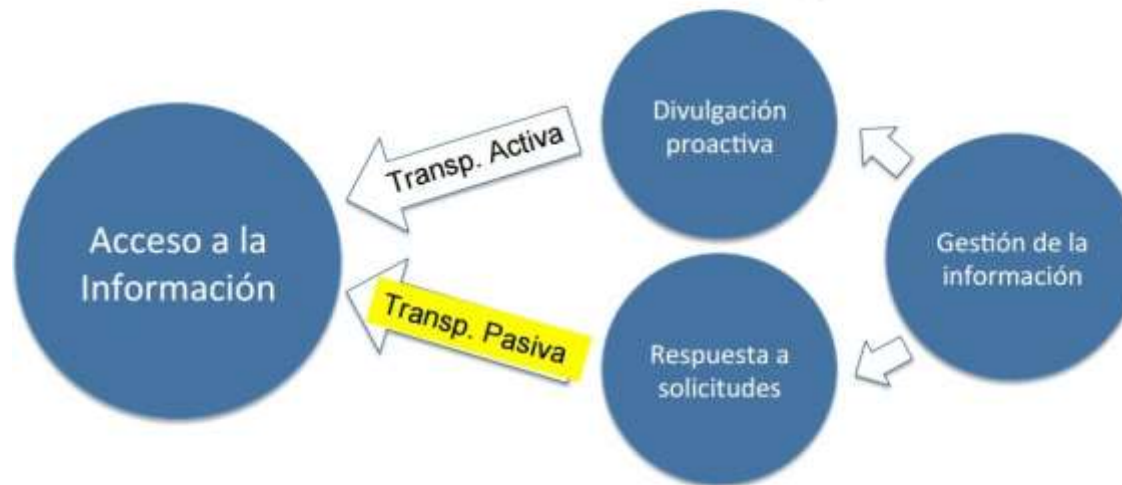 Divulgación
proactiva
Transp. Activa
Acceso a la
Información
Gestión de la
información
Transp. Pasiva
Respuesta a
solicitudes